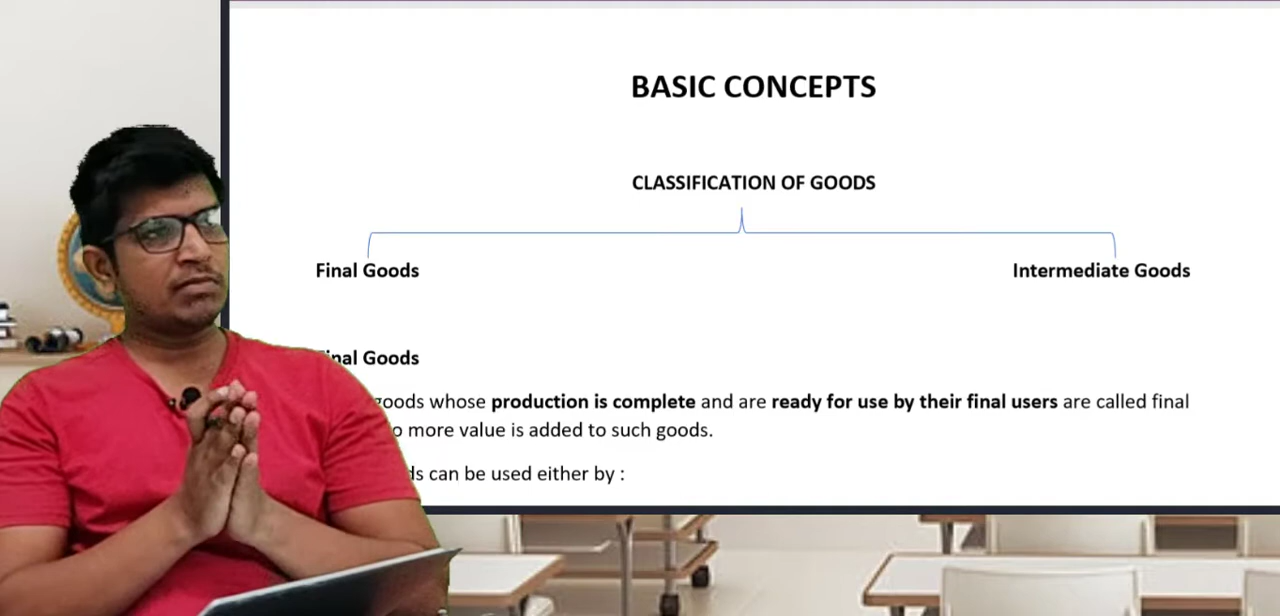 BASIC CONCEPTS
CLASSIFICATION OF GOODS
Final Goods Intermediate Goods
Final Goods
goods whose production is complete and are ready for use by their final users are called final
more value is added to such goods.
can be used either by :